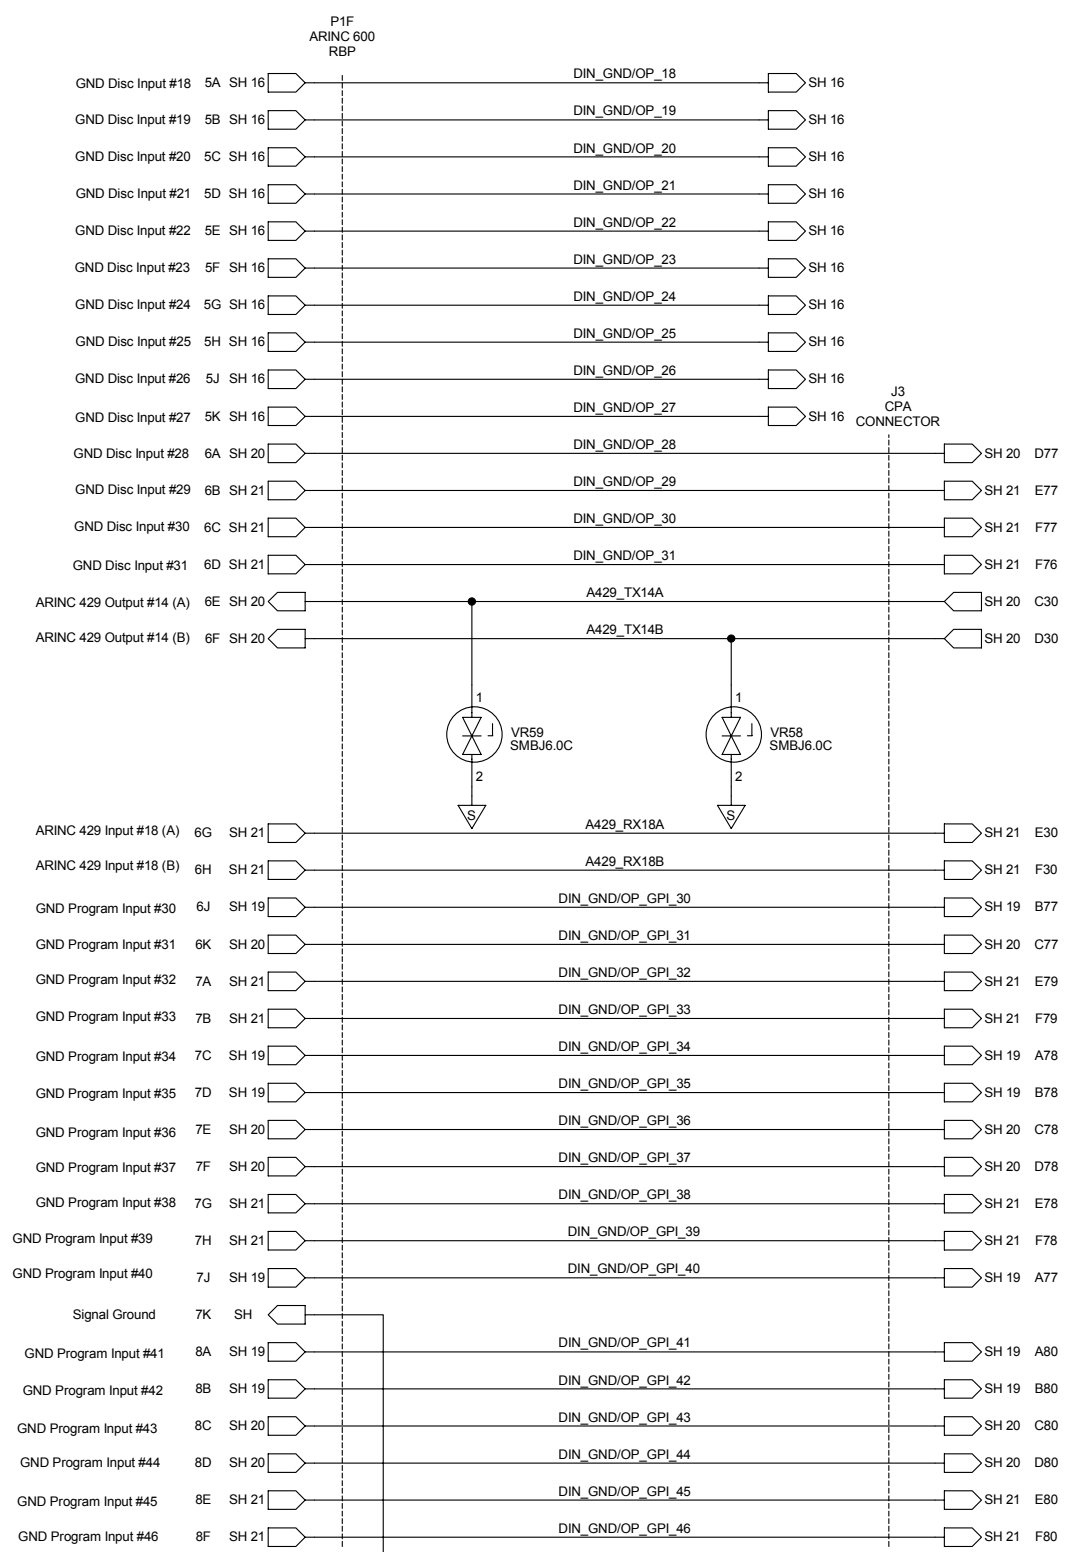 P1F
ARINC 600
RBP
GND Disc Input #18 5A SH 16 DIN_GND/OP_18 SH 16
GND Disc Input #19 5B SH 16 DIN_GND/OP_19 SH 16
GND Disc Input #20 5C SH 16 DIN_GND/OP_20 SH 16
GND Disc Input #21 5D SH 16 DIN_GND/OP_21 SH 16
GND Disc Input #22 5E SH 16 DIN_GND/OP_22 SH 16
GND Disc Input #23 5F SH 16 DIN_GND/OP_23 SH 16
GND Disc Input #24 5G SH 16 DIN_GND/OP_24 SH 16
GND Disc Input #25 5H SH 16 DIN_GND/OP_25 SH 16
GND Disc Input #26 5J SH 16 DIN_GND/OP_26 SH 16
J3
CPA
CONNECTOR
GND Disc Input #27 5K SH 16 DIN_GND/OP_27 SH 16
GND Disc Input #28 6A SH 20 DIN_GND/OP_28 SH 20 D77
GND Disc Input #29 6B SH 21 DIN_GND/OP_29 SH 21 E77
GND Disc Input #30 6C SH 21 DIN_GND/OP_30 SH 21 F77
GND Disc Input #31 6D SH 21 DIN_GND/OP_31 SH 21 F76
ARINC 429 Output #14 (A) 6E SH 20 A429_TX14A SH 20 C30
ARINC 429 Output #14 (B) 6F SH 20 A429_TX14B SH 20 D30
1 1
VR59 VR58
SMBJ6.0C SMBJ6.0C
2 2
S S
ARINC 429 Input #18 (A) 6G SH 21 A429_RX18A SH 21 E30
ARINC 429 Input #18 (B) 6H SH 21 A429_RX18B SH 21 F30
GND Program Input #30 6J SH 19 DIN_GND/OP_GPI_30 SH 19 B77
GND Program Input #31 6K SH 20 DIN_GND/OP_GPI_31 SH 20 C77
GND Program Input #32 7A SH 21 DIN_GND/OP_GPI_32 SH 21 E79
GND Program Input #33 7B SH 21 DIN_GND/OP_GPI_33 SH 21 F79
GND Program Input #34 7C SH 19 DIN_GND/OP_GPI_34 SH 19 A78
GND Program Input #35 7D SH 19 DIN_GND/OP_GPI_35 SH 19 B78
GND Program Input #36 7E SH 20 DIN_GND/OP_GPI_36 SH 20 C78
GND Program Input #37 7F SH 20 DIN_GND/OP_GPI_37 SH 20 D78
GND Program Input #38 7G SH 21 DIN_GND/OP_GPI_38 SH 21 E78
GND Program Input #39 7H SH 21 DIN_GND/OP_GPI_39 SH 21 F78
GND Program Input #40 7J SH 19 DIN_GND/OP_GPI_40 SH 19 A77
Signal Ground 7K SH
GND Program Input #41 8A SH 19 DIN_GND/OP_GPI_41 SH 19 A80
GND Program Input #42 8B SH 19 DIN_GND/OP_GPI_42 SH 19 B80
GND Program Input #43 8C SH 20 DIN_GND/OP_GPI_43 SH 20 C80
GND Program Input #44 8D SH 20 DIN_GND/OP_GPI_44 SH 20 D80
GND Program Input #45 8E SH 21 DIN_GND/OP_GPI_45 SH 21 E80
GND Program Input #46 8F SH 21 DIN_GND/OP_GPI_46 SH 21 F80